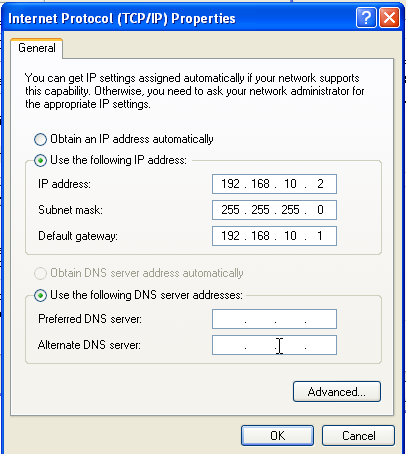 Internet Protocol (TCP/IP) Properties
General
You can get IP settings assigned automatically if your network supports
this capability. Otherwise, you need to ask your network administrator for
the appropriate IP settings.
Obtain an IP address automatically
Use the following IP address:
IP address: 192 . 168 . 10 . 2
Subnet mask: 255 . 255 . 255 . 0
Default gateway: 192 . 168 . 10 . 1
Obtain DNS server address automatically
Use the following DNS server addresses:
Preferred DNS server: . . .
Alternate DNS server: . . .
Advanced...
OK Cancel